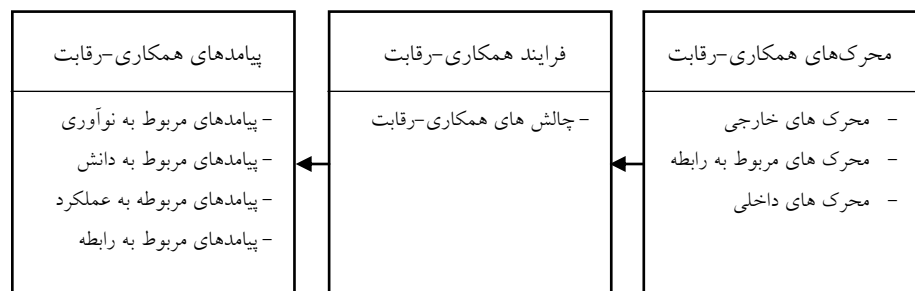 محرک‌های همکاری-رقابت
- محرک های خارجی
- محرک های مربوط به رابطه
- محرک های داخلی
فرایند همکاری-رقابت
- چالش های همکاری-رقابت
پیامدهای همکاری-رقابت
- پیامدهای مربوط به نوآوری
- پیامدهای مربوط به دانش
- پیامدهای مربوطه به عملکرد
- پیامدهای مربوط به رابطه